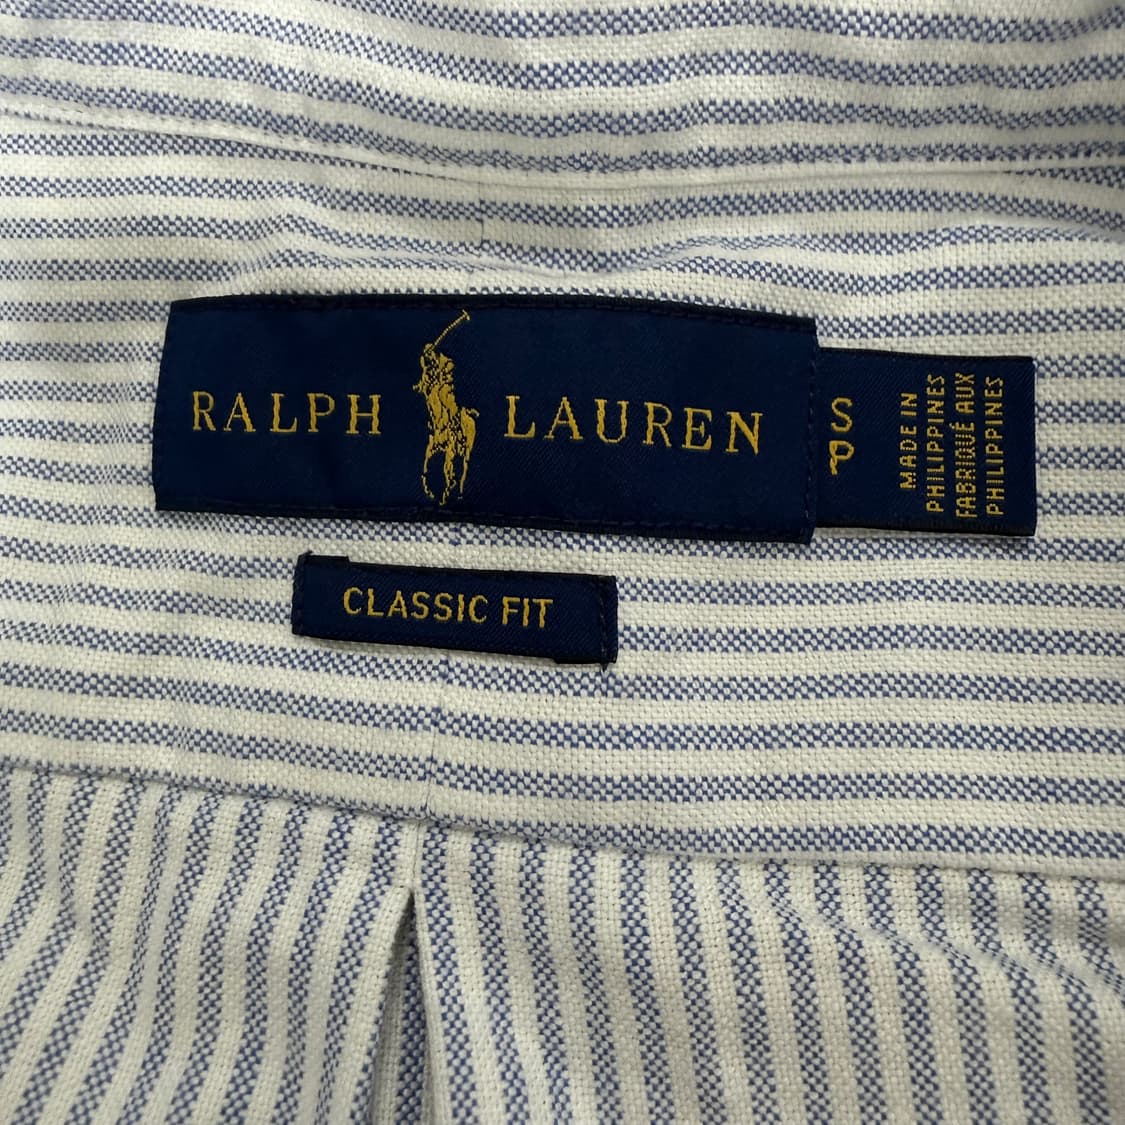 RALPH LAUREN
S
P
MADE IN
PHILIPPINES
FABRIQUÉ AUX
PHILIPPINES
CLASSIC FIT